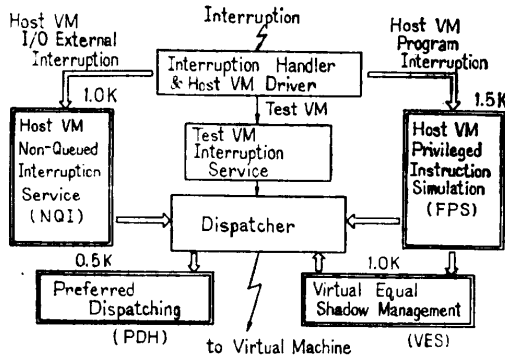 Host VM
I/O External
Interruption
Interruption
Host VM
Program
Interruption
Interruption Handler
& Host VM Driver
1.0K
Test VM
1.5K
Host VM
Non-Queued
Interruption
Service
(NQI)
Test VM
Interruption
Service
Host VM
Privileged
Instruction
Simulation
(FPS)
Dispatcher
0.5K
1.0K
Preferred
Dispatching
(PDH)
Virtual Equal
Shadow Management
(VES)
to Virtual Machine